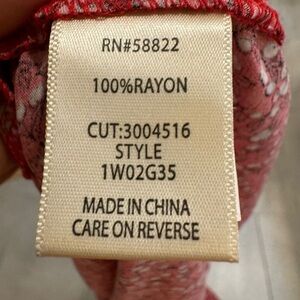 RN#58822
100%RAYON
CUT:3004516
STYLE
1W02G35
MADE IN CHINA
CARE ON REVERSE